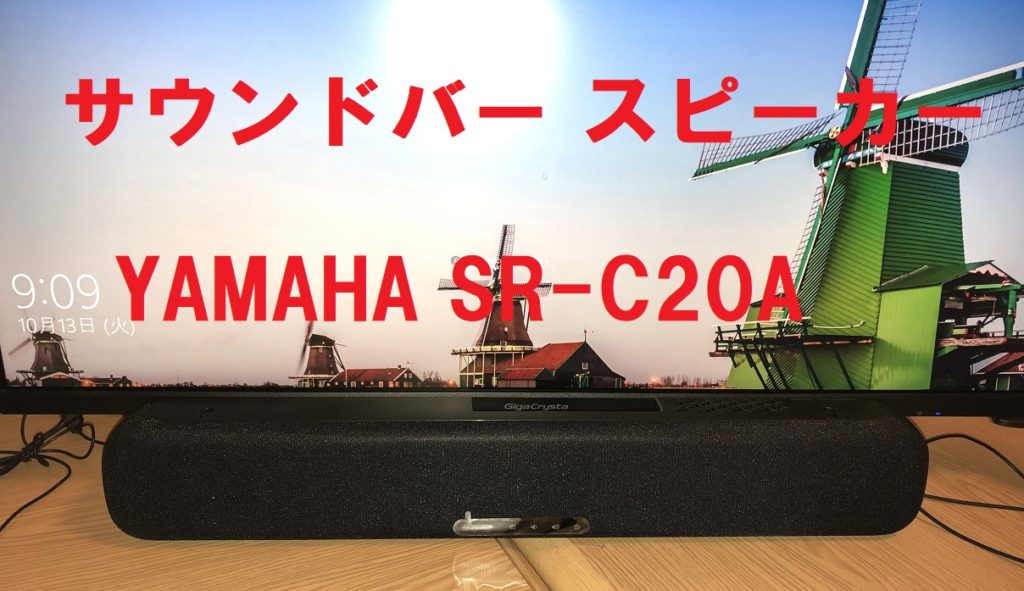 サウンドバー スピーカー
YAMAHA SR-C20A
9:09
10月13日 (火)
GigaCrysta